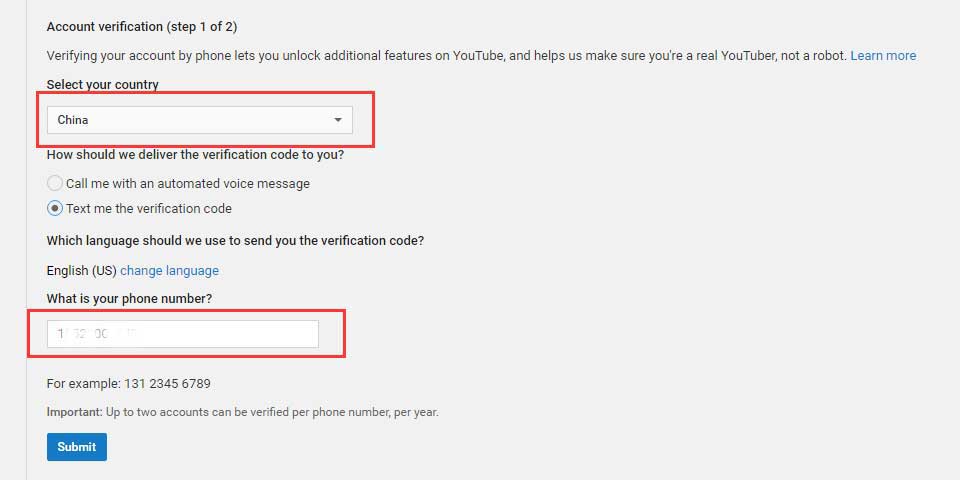 Account verification (step 1 of 2)
Verifying your account by phone lets you unlock additional features on YouTube, and helps us make sure you're a real YouTuber, not a robot. Learn more
Select your country
China
How should we deliver the verification code to you?
Call me with an automated voice message
Text me the verification code
Which language should we use to send you the verification code?
English (US) change language
What is your phone number?
For example: 131 2345 6789
Important: Up to two accounts can be verified per phone number, per year.
Submit